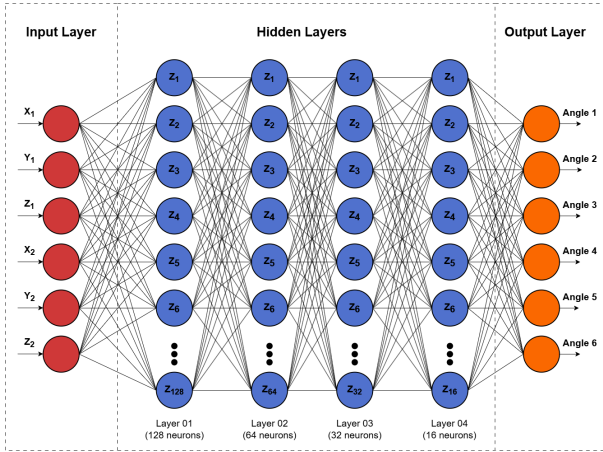 Input Layer
Hidden Layers
Output Layer
X1
Y1
Z1
X2
Y2
Z2
Z1
Z2
Z3
Z4
Z5
Z6
Z128
Z1
Z2
Z3
Z4
Z5
Z6
Z64
Z1
Z2
Z3
Z4
Z5
Z6
Z32
Z1
Z2
Z3
Z4
Z5
Z6
Z16
Angle 1
Angle 2
Angle 3
Angle 4
Angle 5
Angle 6
Layer 01
(128 neurons)
Layer 02
(64 neurons)
Layer 03
(32 neurons)
Layer 04
(16 neurons)